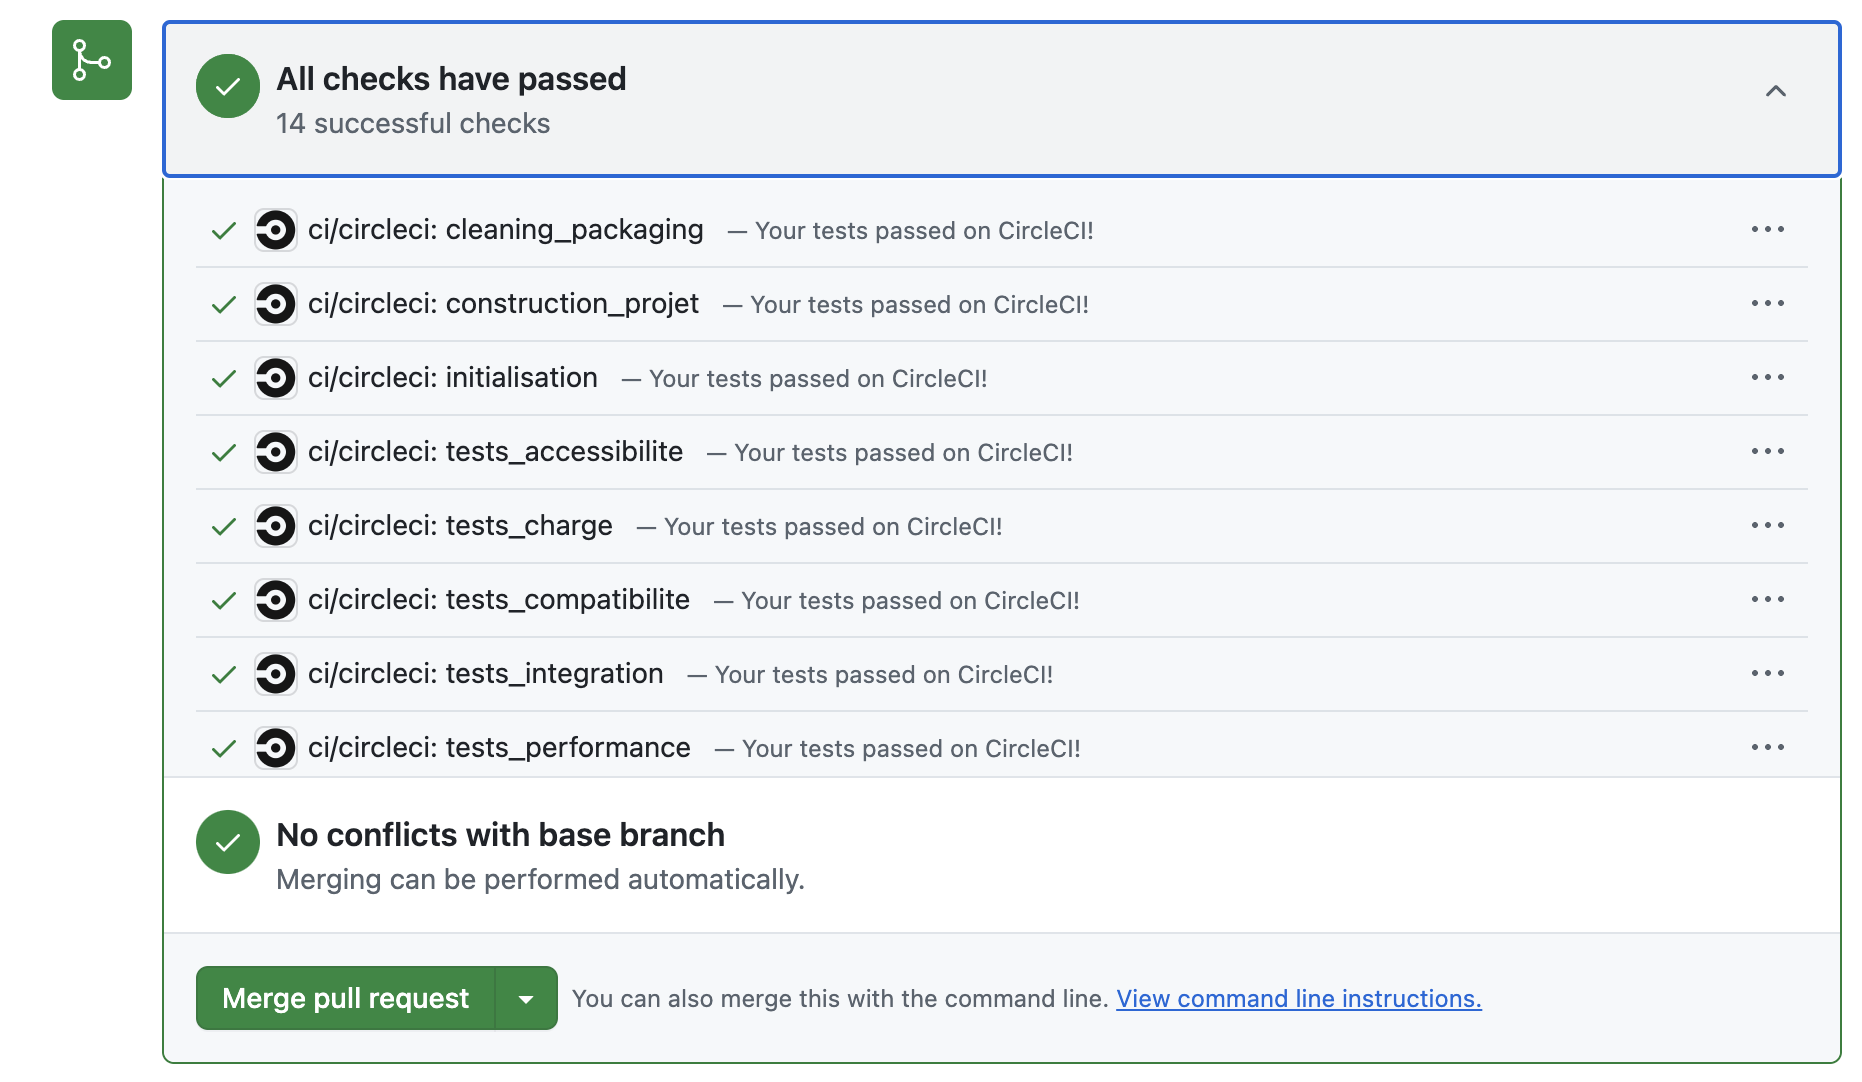 All checks have passed
14 successful checks
ci/circleci: cleaning_packaging — Your tests passed on CircleCI!
ci/circleci: construction_projet — Your tests passed on CircleCI!
ci/circleci: initialisation — Your tests passed on CircleCI!
ci/circleci: tests_accessibilite — Your tests passed on CircleCI!
ci/circleci: tests_charge — Your tests passed on CircleCI!
ci/circleci: tests_compatibilite — Your tests passed on CircleCI!
ci/circleci: tests_integration — Your tests passed on CircleCI!
ci/circleci: tests_performance — Your tests passed on CircleCI!
No conflicts with base branch
Merging can be performed automatically.
Merge pull request You can also merge this with the command line. View command line instructions.